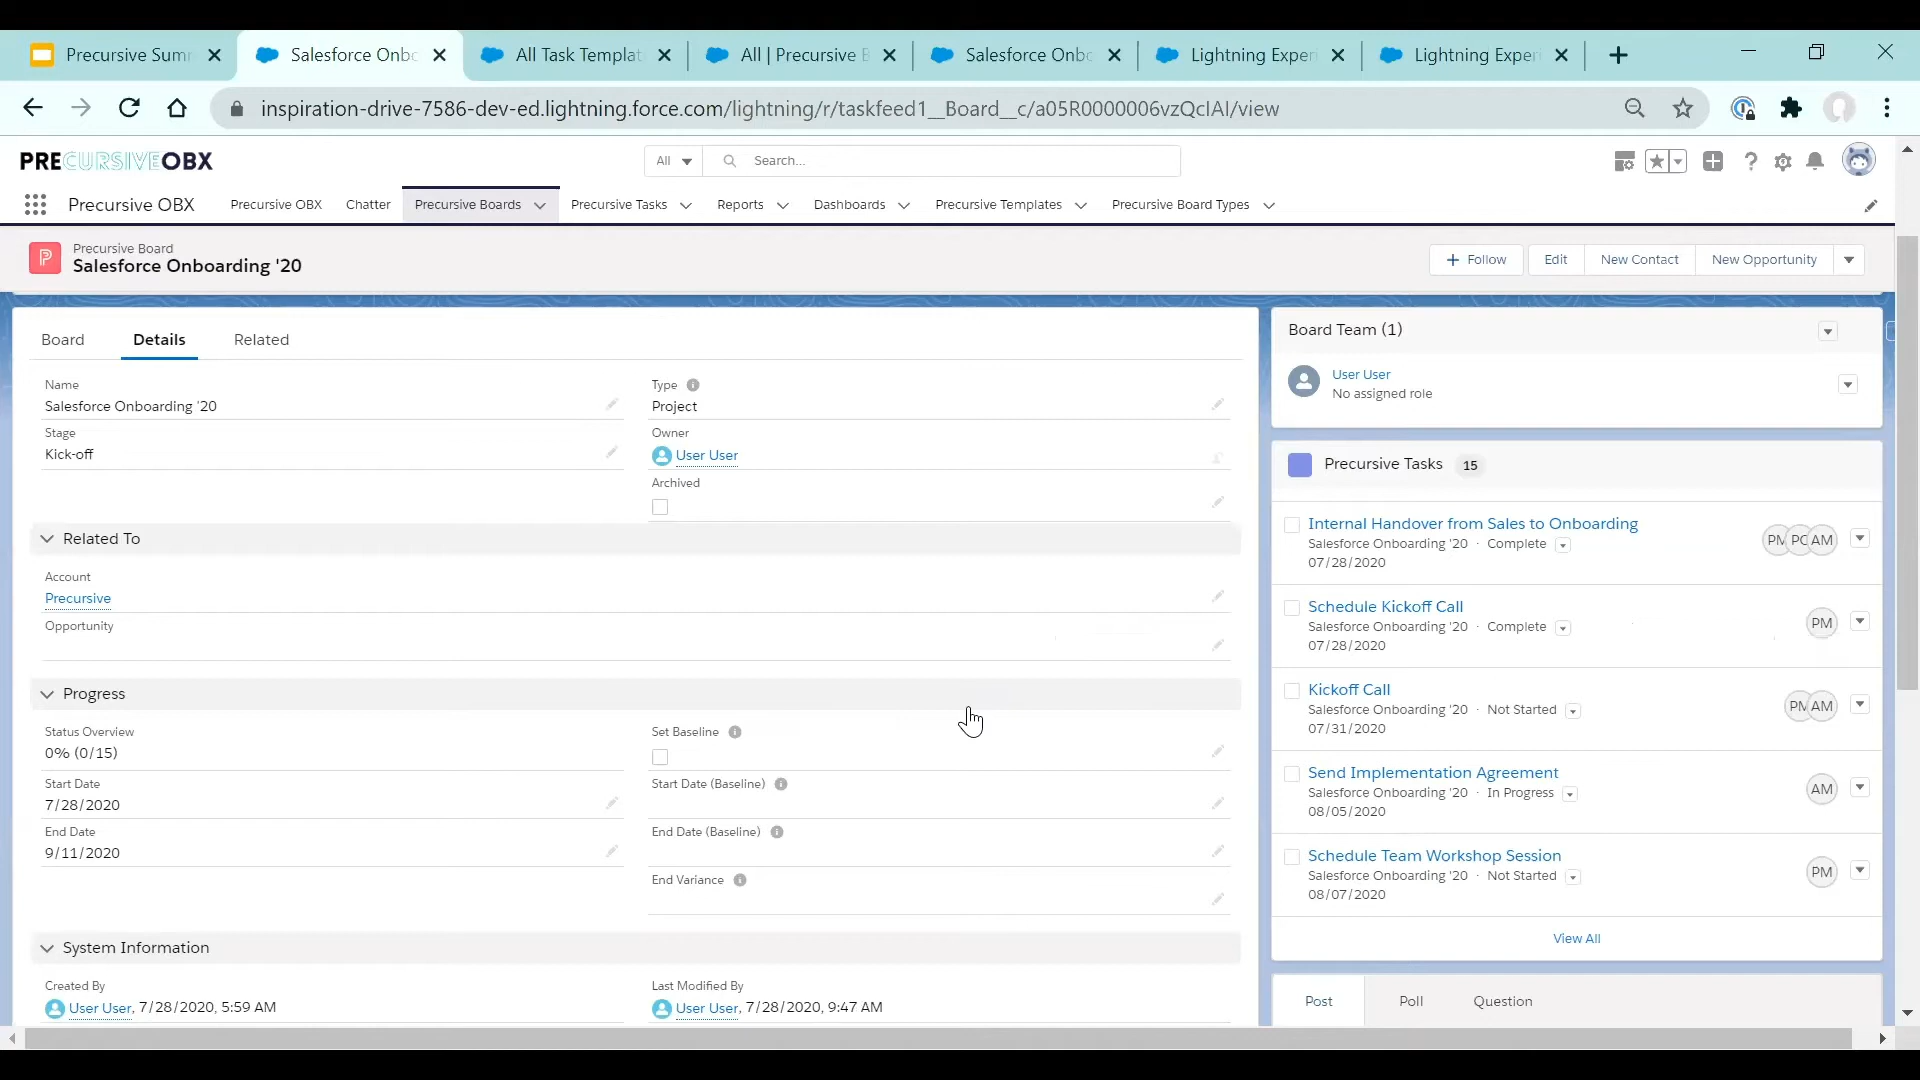 Precursive Sum
Salesforce Onbo
All Task Templat
All | Precursive B
Salesforce Onbo
Lightning Experi
Lightning Experi
inspiration-drive-7586-dev-ed.lightning.force.com/lightning/r/taskfeed1__Board__c/a05R0000006vzQcIAI/view
PRECURSIVEOBX
All
Search...
Precursive OBX
Precursive OBX
Chatter
Precursive Boards
Precursive Tasks
Reports
Dashboards
Precursive Templates
Precursive Board Types
Precursive Board
Salesforce Onboarding '20
+ Follow
Edit
New Contact
New Opportunity
Board
Details
Related
Name
Salesforce Onboarding '20
Type
Project
Stage
Kick-off
Owner
User User
Archived
Related To
Account
Precursive
Opportunity
Progress
Status Overview
0% (0/15)
Set Baseline
Start Date
7/28/2020
Start Date (Baseline)
End Date
9/11/2020
End Date (Baseline)
End Variance
System Information
Created By
User User, 7/28/2020, 5:59 AM
Last Modified By
User User, 7/28/2020, 9:47 AM
Board Team (1)
User User
No assigned role
Precursive Tasks 15
Internal Handover from Sales to Onboarding
Salesforce Onboarding '20 · Complete
07/28/2020
PM PC AM
Schedule Kickoff Call
Salesforce Onboarding '20 · Complete
07/28/2020
PM
Kickoff Call
Salesforce Onboarding '20 · Not Started
07/31/2020
PM AM
Send Implementation Agreement
Salesforce Onboarding '20 · In Progress
08/05/2020
AM
Schedule Team Workshop Session
Salesforce Onboarding '20 · Not Started
08/07/2020
PM
View All
Post
Poll
Question